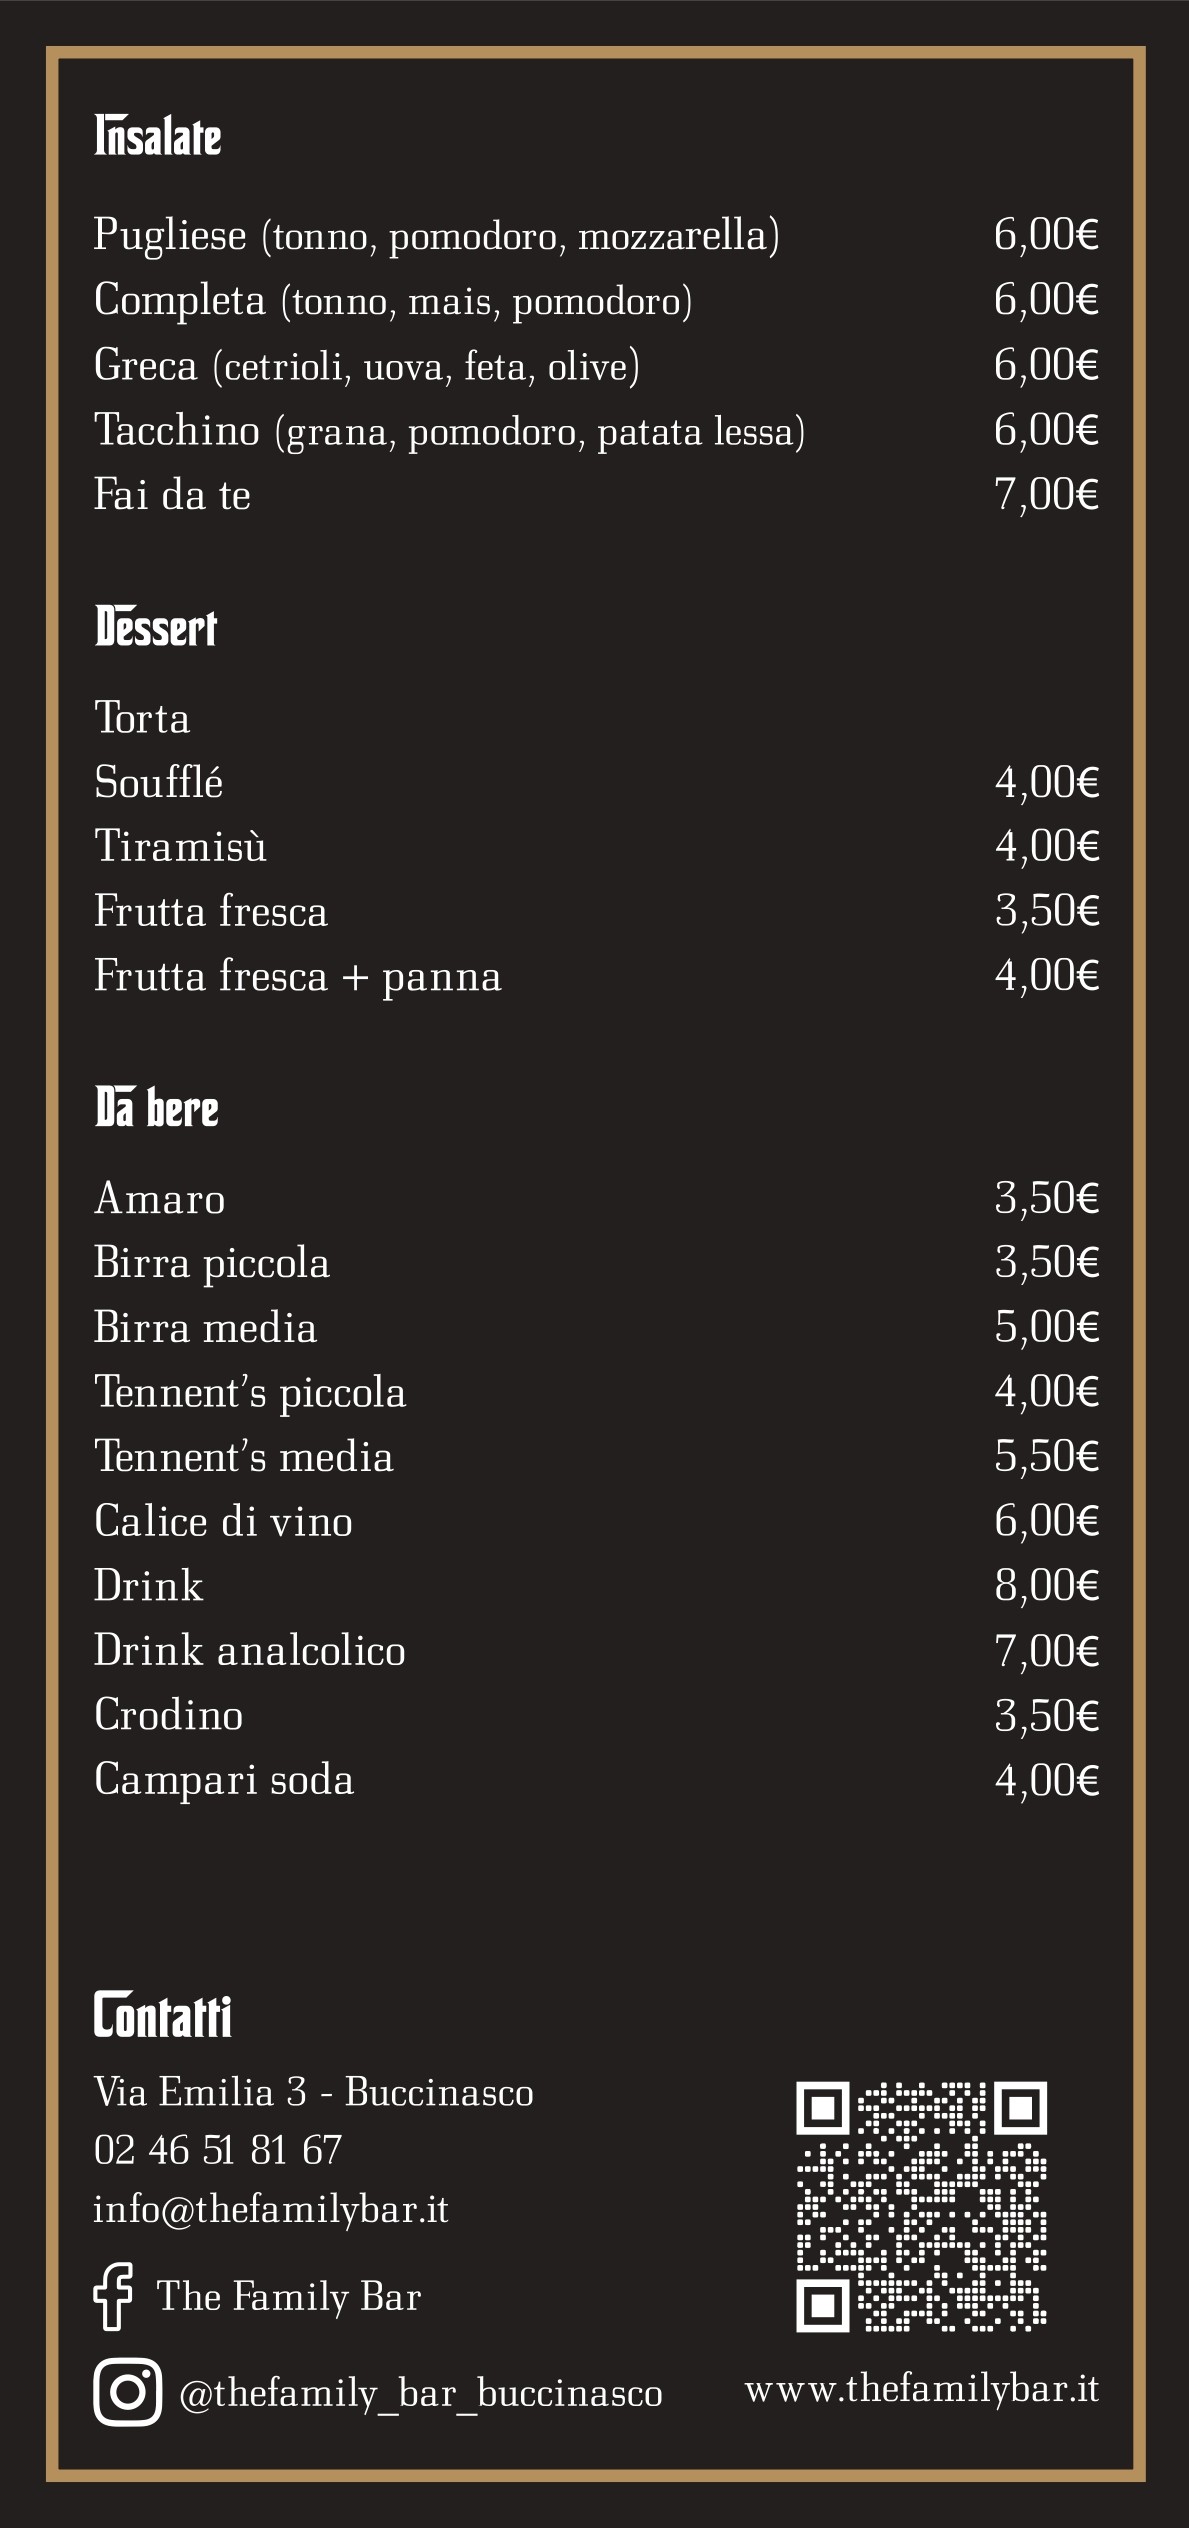 Insalate
Pugliese (tonno, pomodoro, mozzarella) 6,00€
Completa (tonno, mais, pomodoro) 6,00€
Greca (cetrioli, uova, feta, olive) 6,00€
Tacchino (grana, pomodoro, patata lessa) 6,00€
Fai da te 7,00€
Dessert
Torta
Soufflé 4,00€
Tiramisù 4,00€
Frutta fresca 3,50€
Frutta fresca + panna 4,00€
Da bere
Amaro 3,50€
Birra piccola 3,50€
Birra media 5,00€
Tennent’s piccola 4,00€
Tennent’s media 5,50€
Calice di vino 6,00€
Drink 8,00€
Drink analcolico 7,00€
Crodino 3,50€
Campari soda 4,00€
Contatti
Via Emilia 3 - Buccinasco
02 46 51 81 67
info@thefamilybar.it
The Family Bar
@thefamily_bar_buccinasco
www.thefamilybar.it